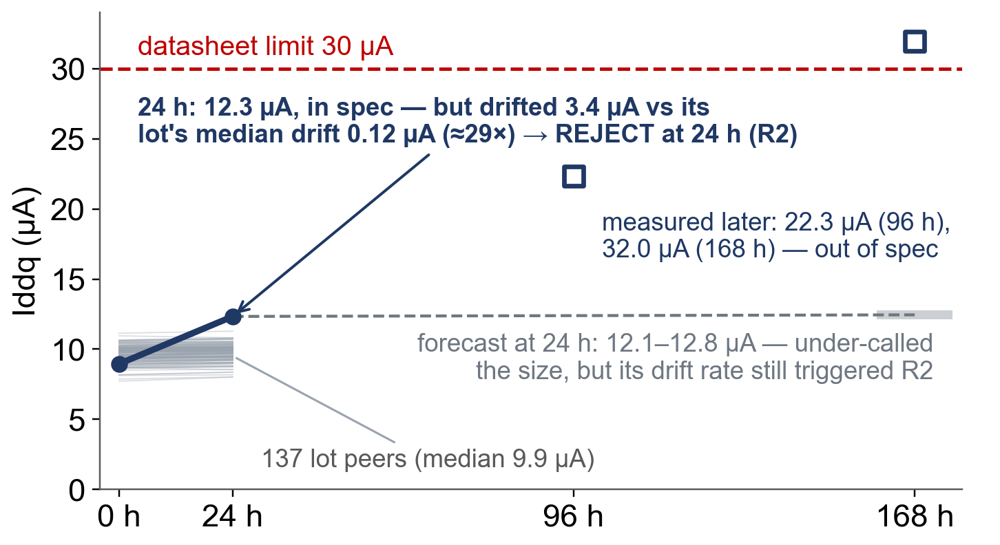 datasheet limit 30 µA
30
24 h: 12.3 µA, in spec — but drifted 3.4 µA vs its
lot's median drift 0.12 µA (≈29×) → REJECT at 24 h (R2)
25
20
measured later: 22.3 µA (96 h),
32.0 µA (168 h) — out of spec
Iddq (µA)
15
10
forecast at 24 h: 12.1–12.8 µA — under-called
the size, but its drift rate still triggered R2
5
137 lot peers (median 9.9 µA)
0
0 h 24 h 96 h 168 h